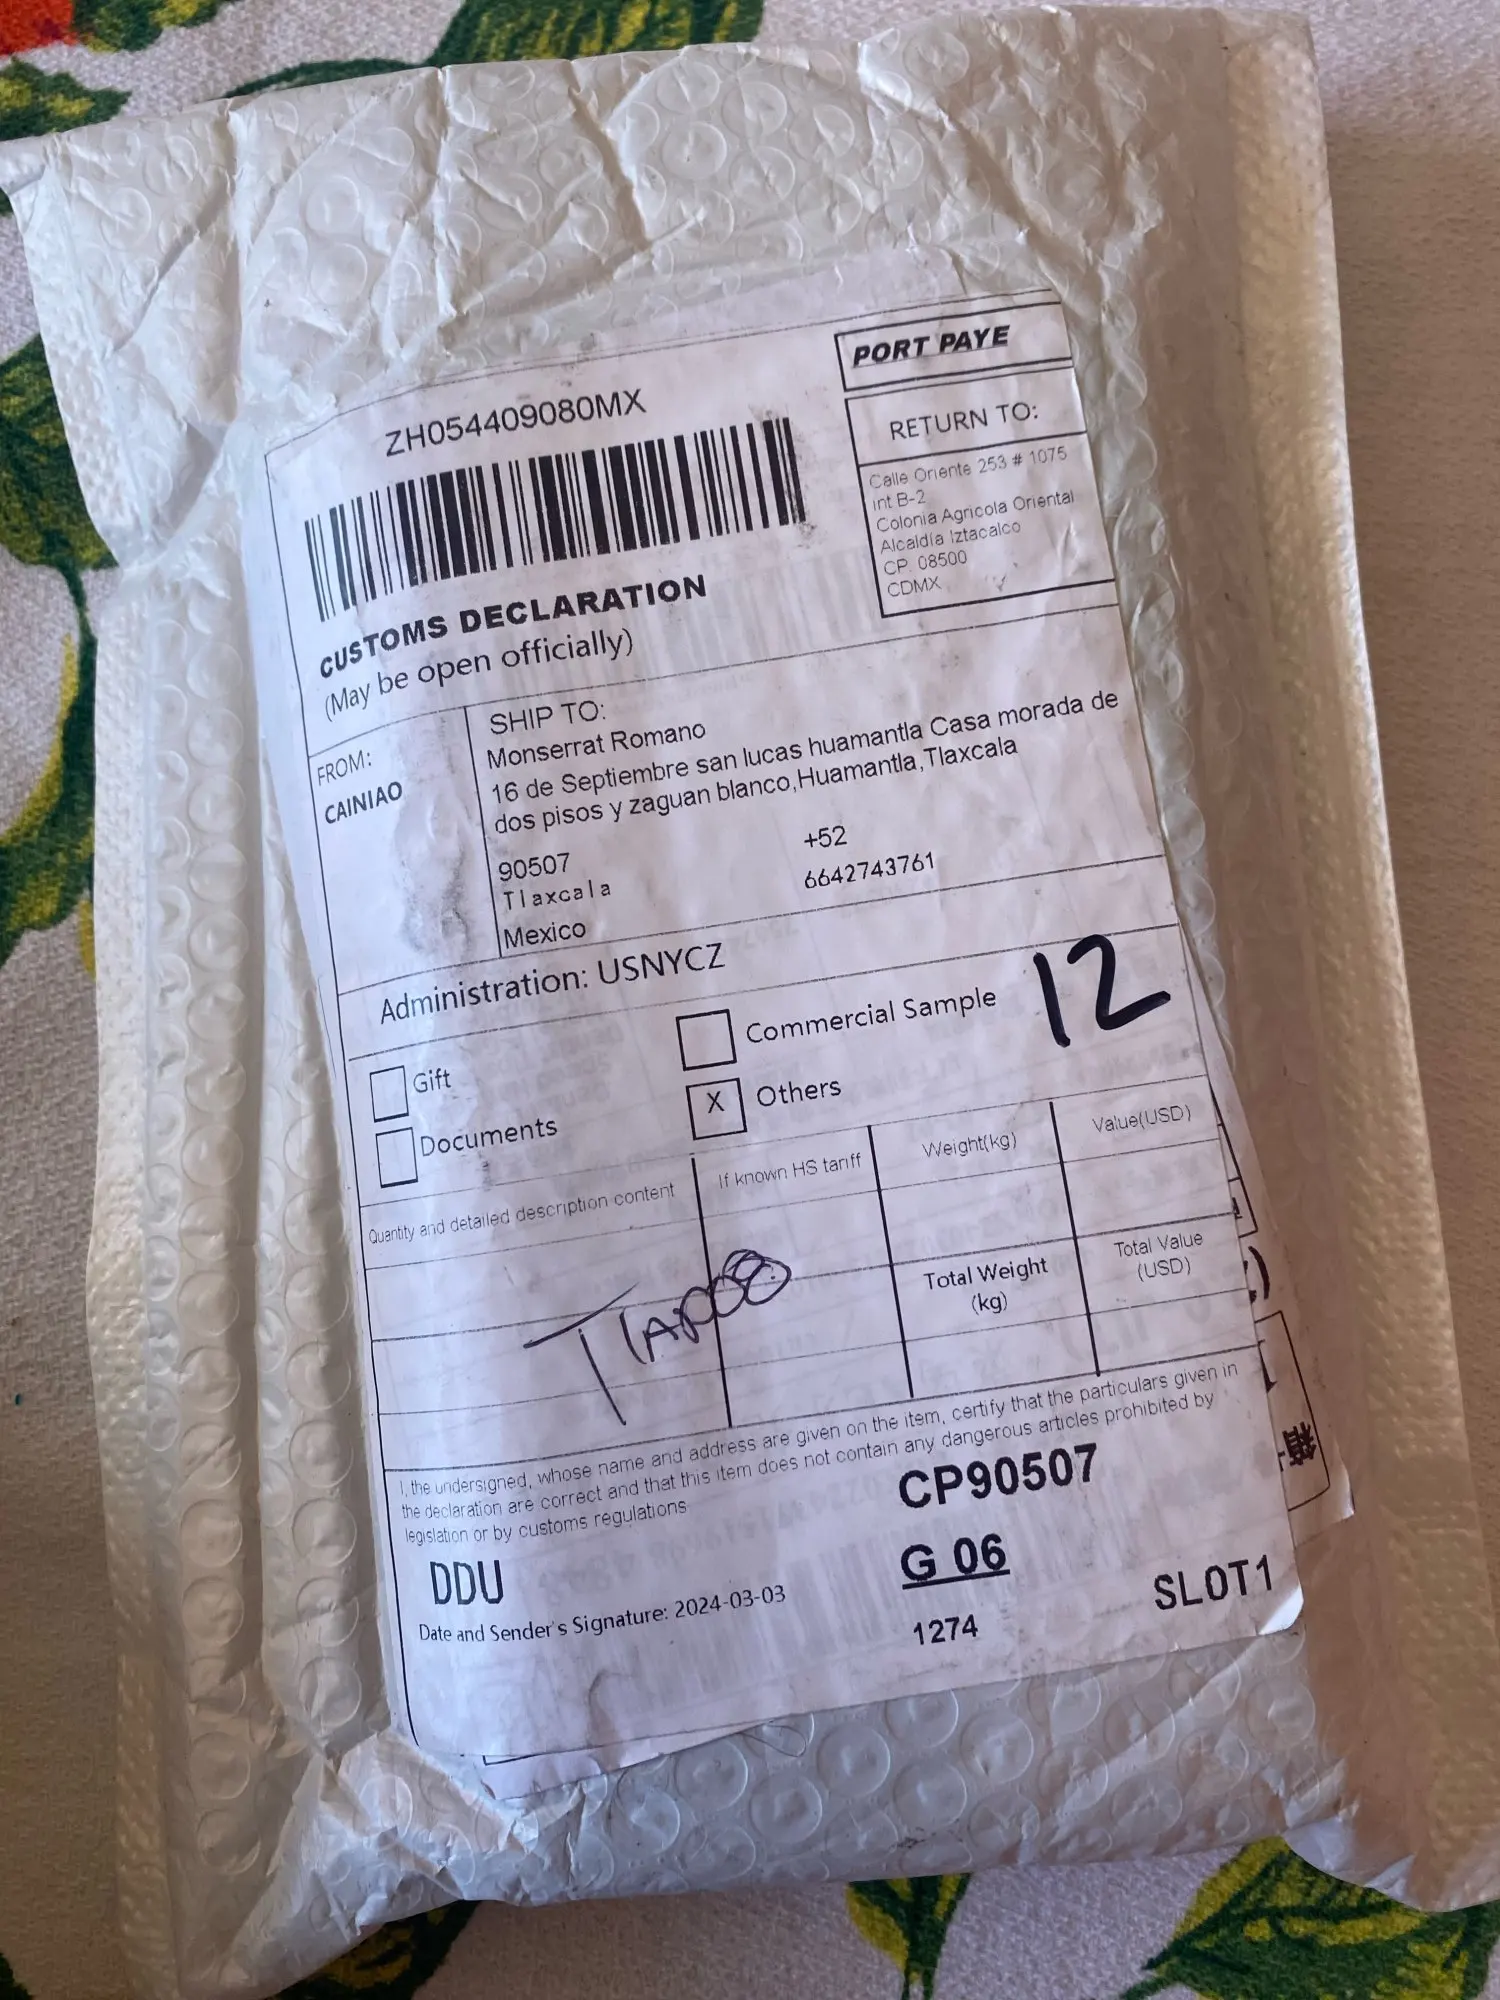 PORT PAYE
ZH054409080MX
RETURN TO:
Calle Oriente 253 # 1075
int B-2
Colonia Agricola Oriental
Alcaldía Iztacalco
CP. 08500
CDMX
CUSTOMS DECLARATION
(May be open officially)
FROM:
CAINIAO
SHIP TO:
Monserrat Romano
16 de Septiembre san lucas huamantla Casa morada de
dos pisos y zaguan blanco,Huamantla,Tlaxcala
90507
Tlaxcala
Mexico
+52
6642743761
Administration: USNYCZ
12
Gift
Commercial Sample
Documents
X Others
Quantity and detailed description content
If known HS tariff
Weight(kg)
Value(USD)
Total Weight
(kg)
Total Value
(USD)
I, the undersigned, whose name and address are given on the item, certify that the particulars given in
the declaration are correct and that this item does not contain any dangerous articles prohibited by
legislation or by customs regulations
CP90507
DDU
G 06
SLOT1
Date and Sender's Signature: 2024-03-03
1274